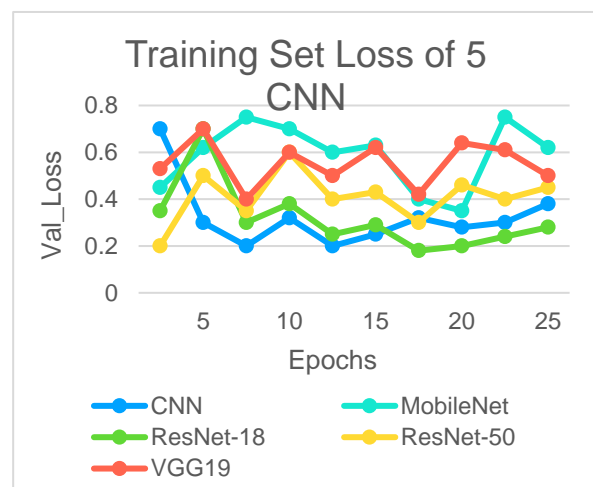 Training Set Loss of 5
CNN
0.8
0.6
0.4
0.2
0
Val_Loss
5 10 15 20 25
Epochs
CNN MobileNet
ResNet-18 ResNet-50
VGG19